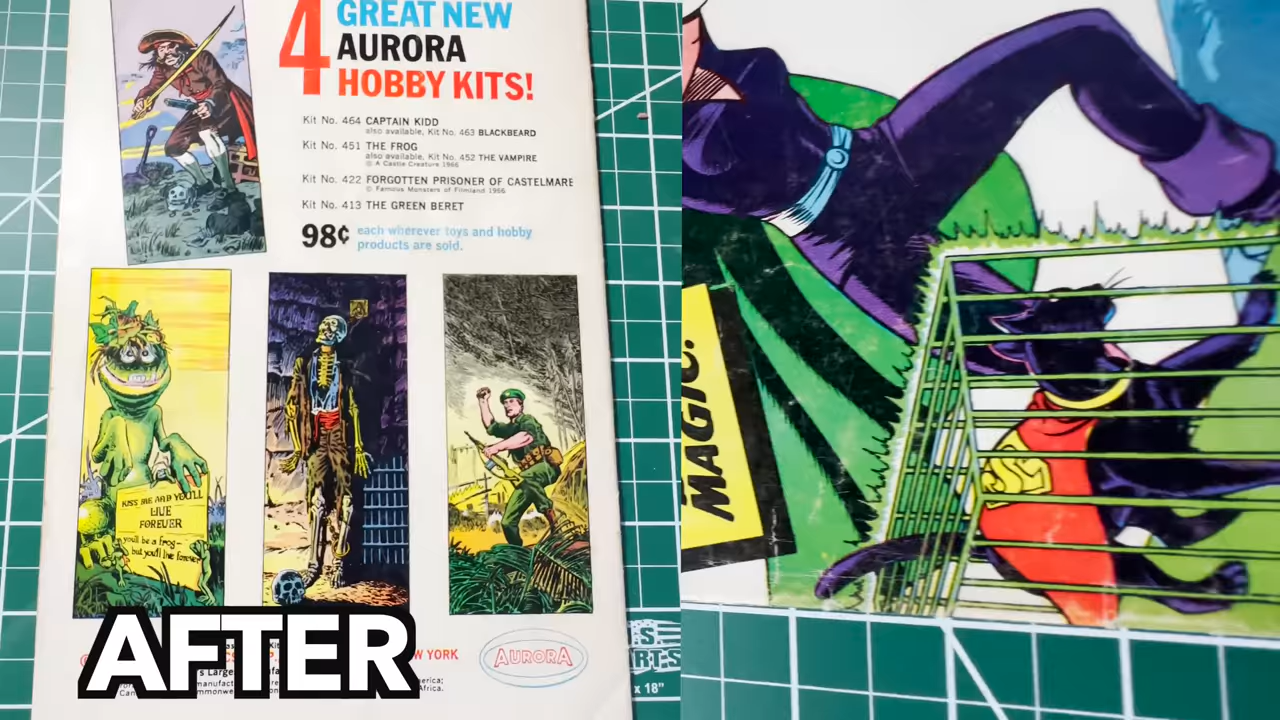 4
GREAT NEW
AURORA
HOBBY KITS!
Kit No. 464 CAPTAIN KIDD
also available, Kit No. 463 BLACKBEARD
Kit No. 451 THE FROG
also available, Kit No. 452 THE VAMPIRE
© A Castle Creature 1966
Kit No. 422 FORGOTTEN PRISONER OF CASTELMARE
© Famous Monsters of Filmland 1966
Kit No. 413 THE GREEN BERET
98¢ each wherever toys and hobby
products are sold.
KISS ME AND YOU'LL
LIVE
FOREVER
you'll be a frog-
but you'll live forever
W YORK
AURORA
AFTER
MAGIC.
x 18"